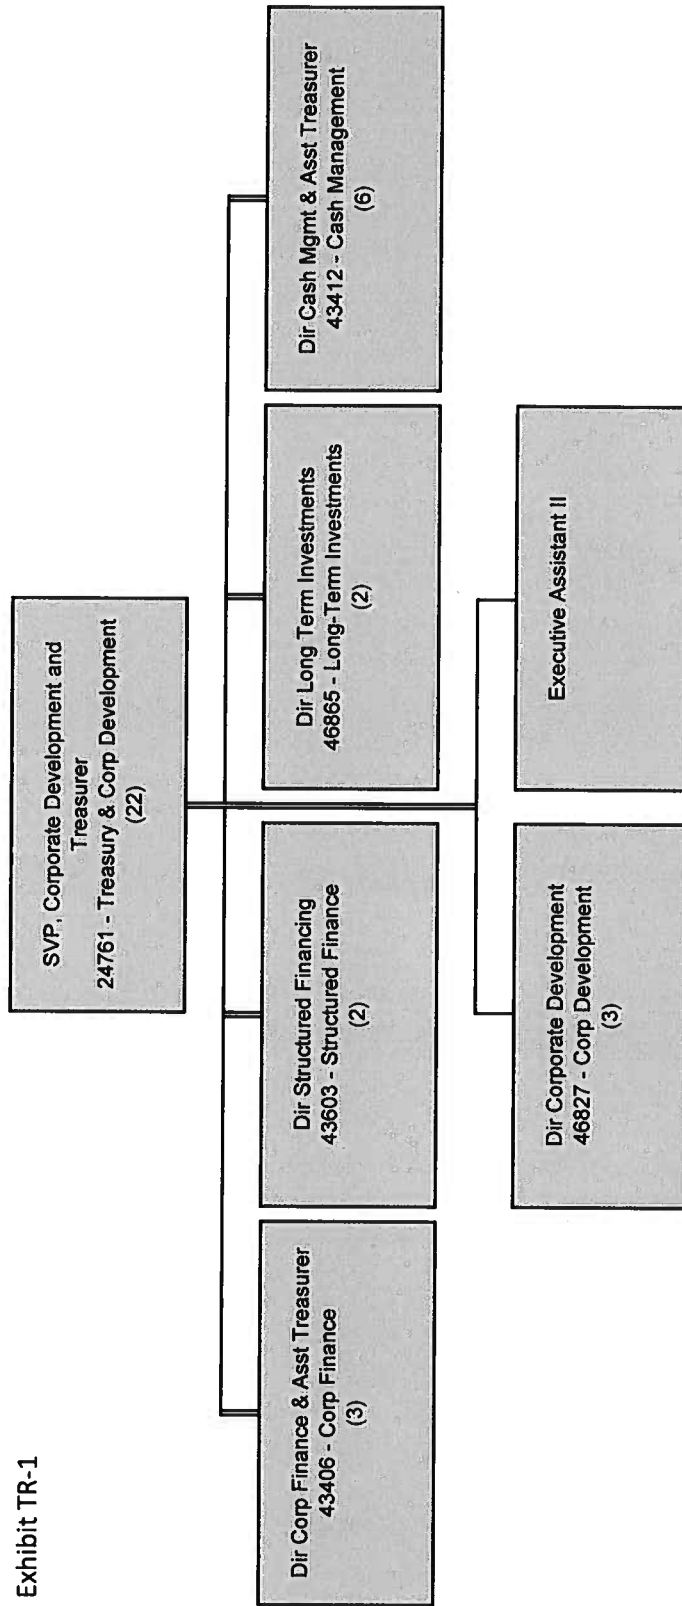 Exhibit TR-1
SVP, Corporate Development and
Treasurer
24761 - Treasury & Corp Development
(22)
Dir Corp Finance & Asst Treasurer
43406 - Corp Finance
(3)
Dir Structured Financing
43603 - Structured Finance
(2)
Dir Long Term Investments
46865 - Long-Term Investments
(2)
Dir Cash Mgmt & Asst Treasurer
43412 - Cash Management
(6)
Dir Corporate Development
46827 - Corp Development
(3)
Executive Assistant II